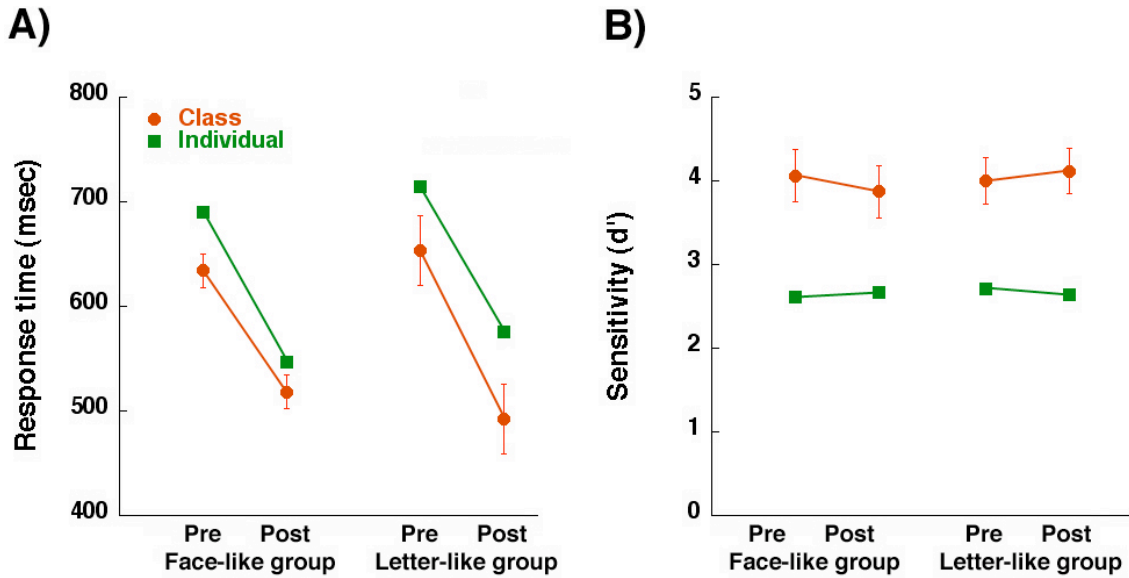 A)
B)
Response time (msec)
800
700
600
500
400
Class
Individual
Pre Post Pre Post
Face-like group Letter-like group
Sensitivity (d')
5
4
3
2
1
0
Pre Post Pre Post
Face-like group Letter-like group